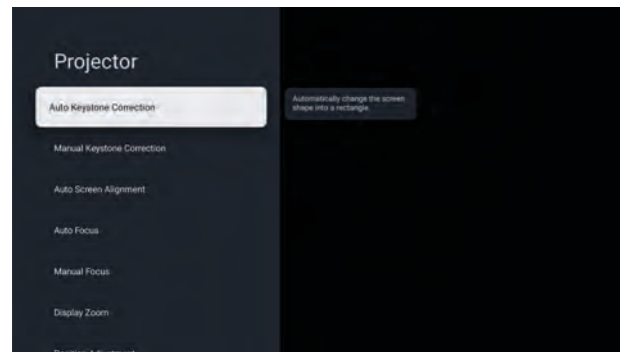 Projector
Auto Keystone Correction
Automatically change the screen
shape into a rectangle.
Manual Keystone Correction
Auto Screen Alignment
Auto Focus
Manual Focus
Display Zoom